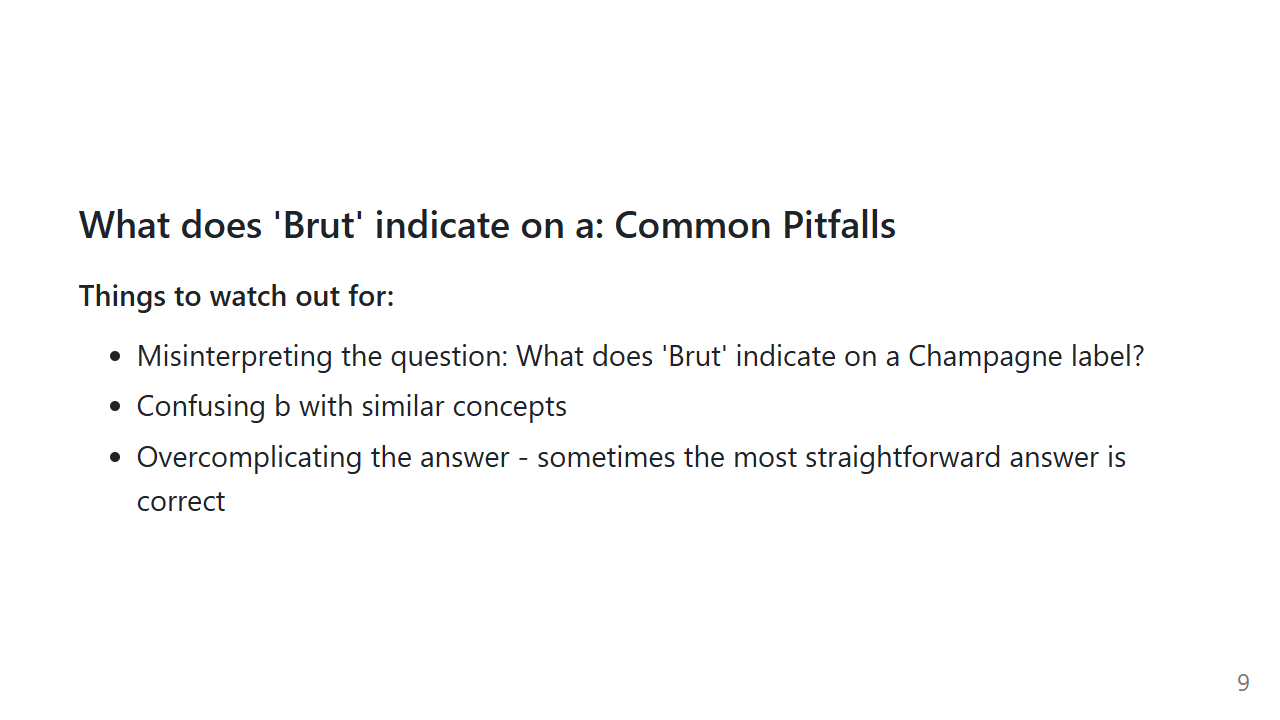 What does 'Brut' indicate on a: Common Pitfalls
Things to watch out for:
• Misinterpreting the question: What does 'Brut' indicate on a Champagne label?
• Confusing b with similar concepts
• Overcomplicating the answer - sometimes the most straightforward answer is
correct
9